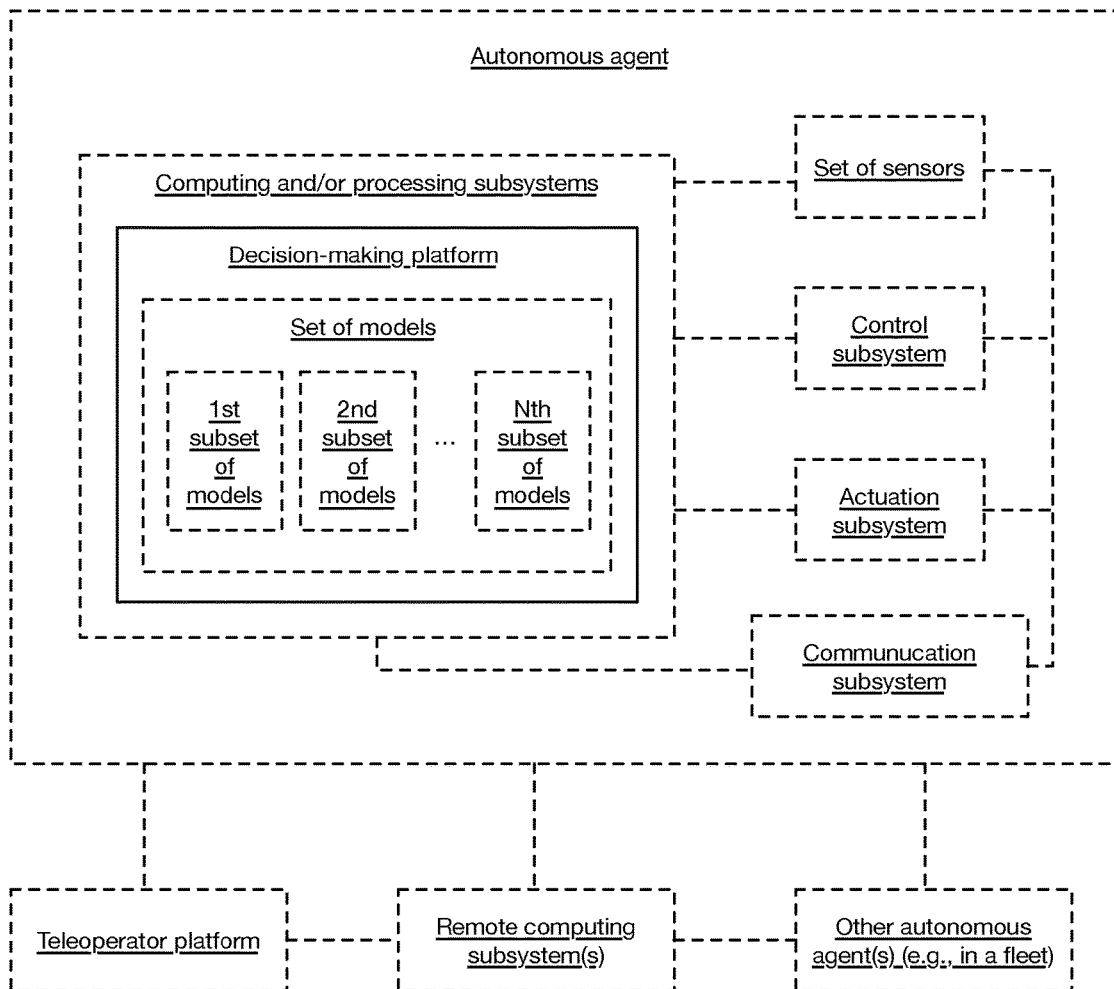 Autonomous agent
Computing and/or processing subsystems
Decision-making platform
Set of models
1st
subset
of
models
2nd
subset
of
models
...
Nth
subset
of
models
Set of sensors
Control
subsystem
Actuation
subsystem
Communucation
subsystem
Teleoperator platform
Remote computing
subsystem(s)
Other autonomous
agent(s) (e.g., in a fleet)